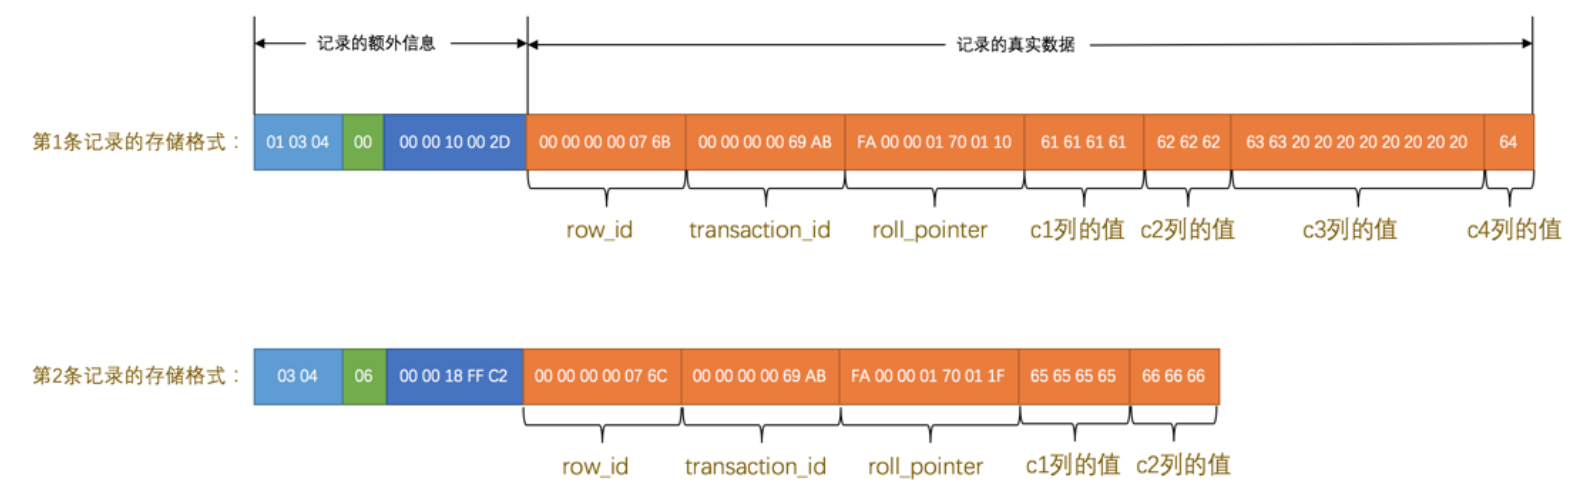 记录的额外信息 记录的真实数据
第1条记录的存储格式： 01 03 04 00 00 00 10 00 2D 00 00 00 00 07 6B 00 00 00 00 69 AB FA 00 00 01 70 01 10 61 61 61 61 62 62 62 63 63 20 20 20 20 20 20 20 20 64
row_id transaction_id roll_pointer c1列的值 c2列的值 c3列的值 c4列的值
第2条记录的存储格式： 03 04 06 00 00 18 FF C2 00 00 00 00 07 6C 00 00 00 00 69 AB FA 00 00 01 70 01 1F 65 65 65 65 66 66 66
row_id transaction_id roll_pointer c1列的值 c2列的值